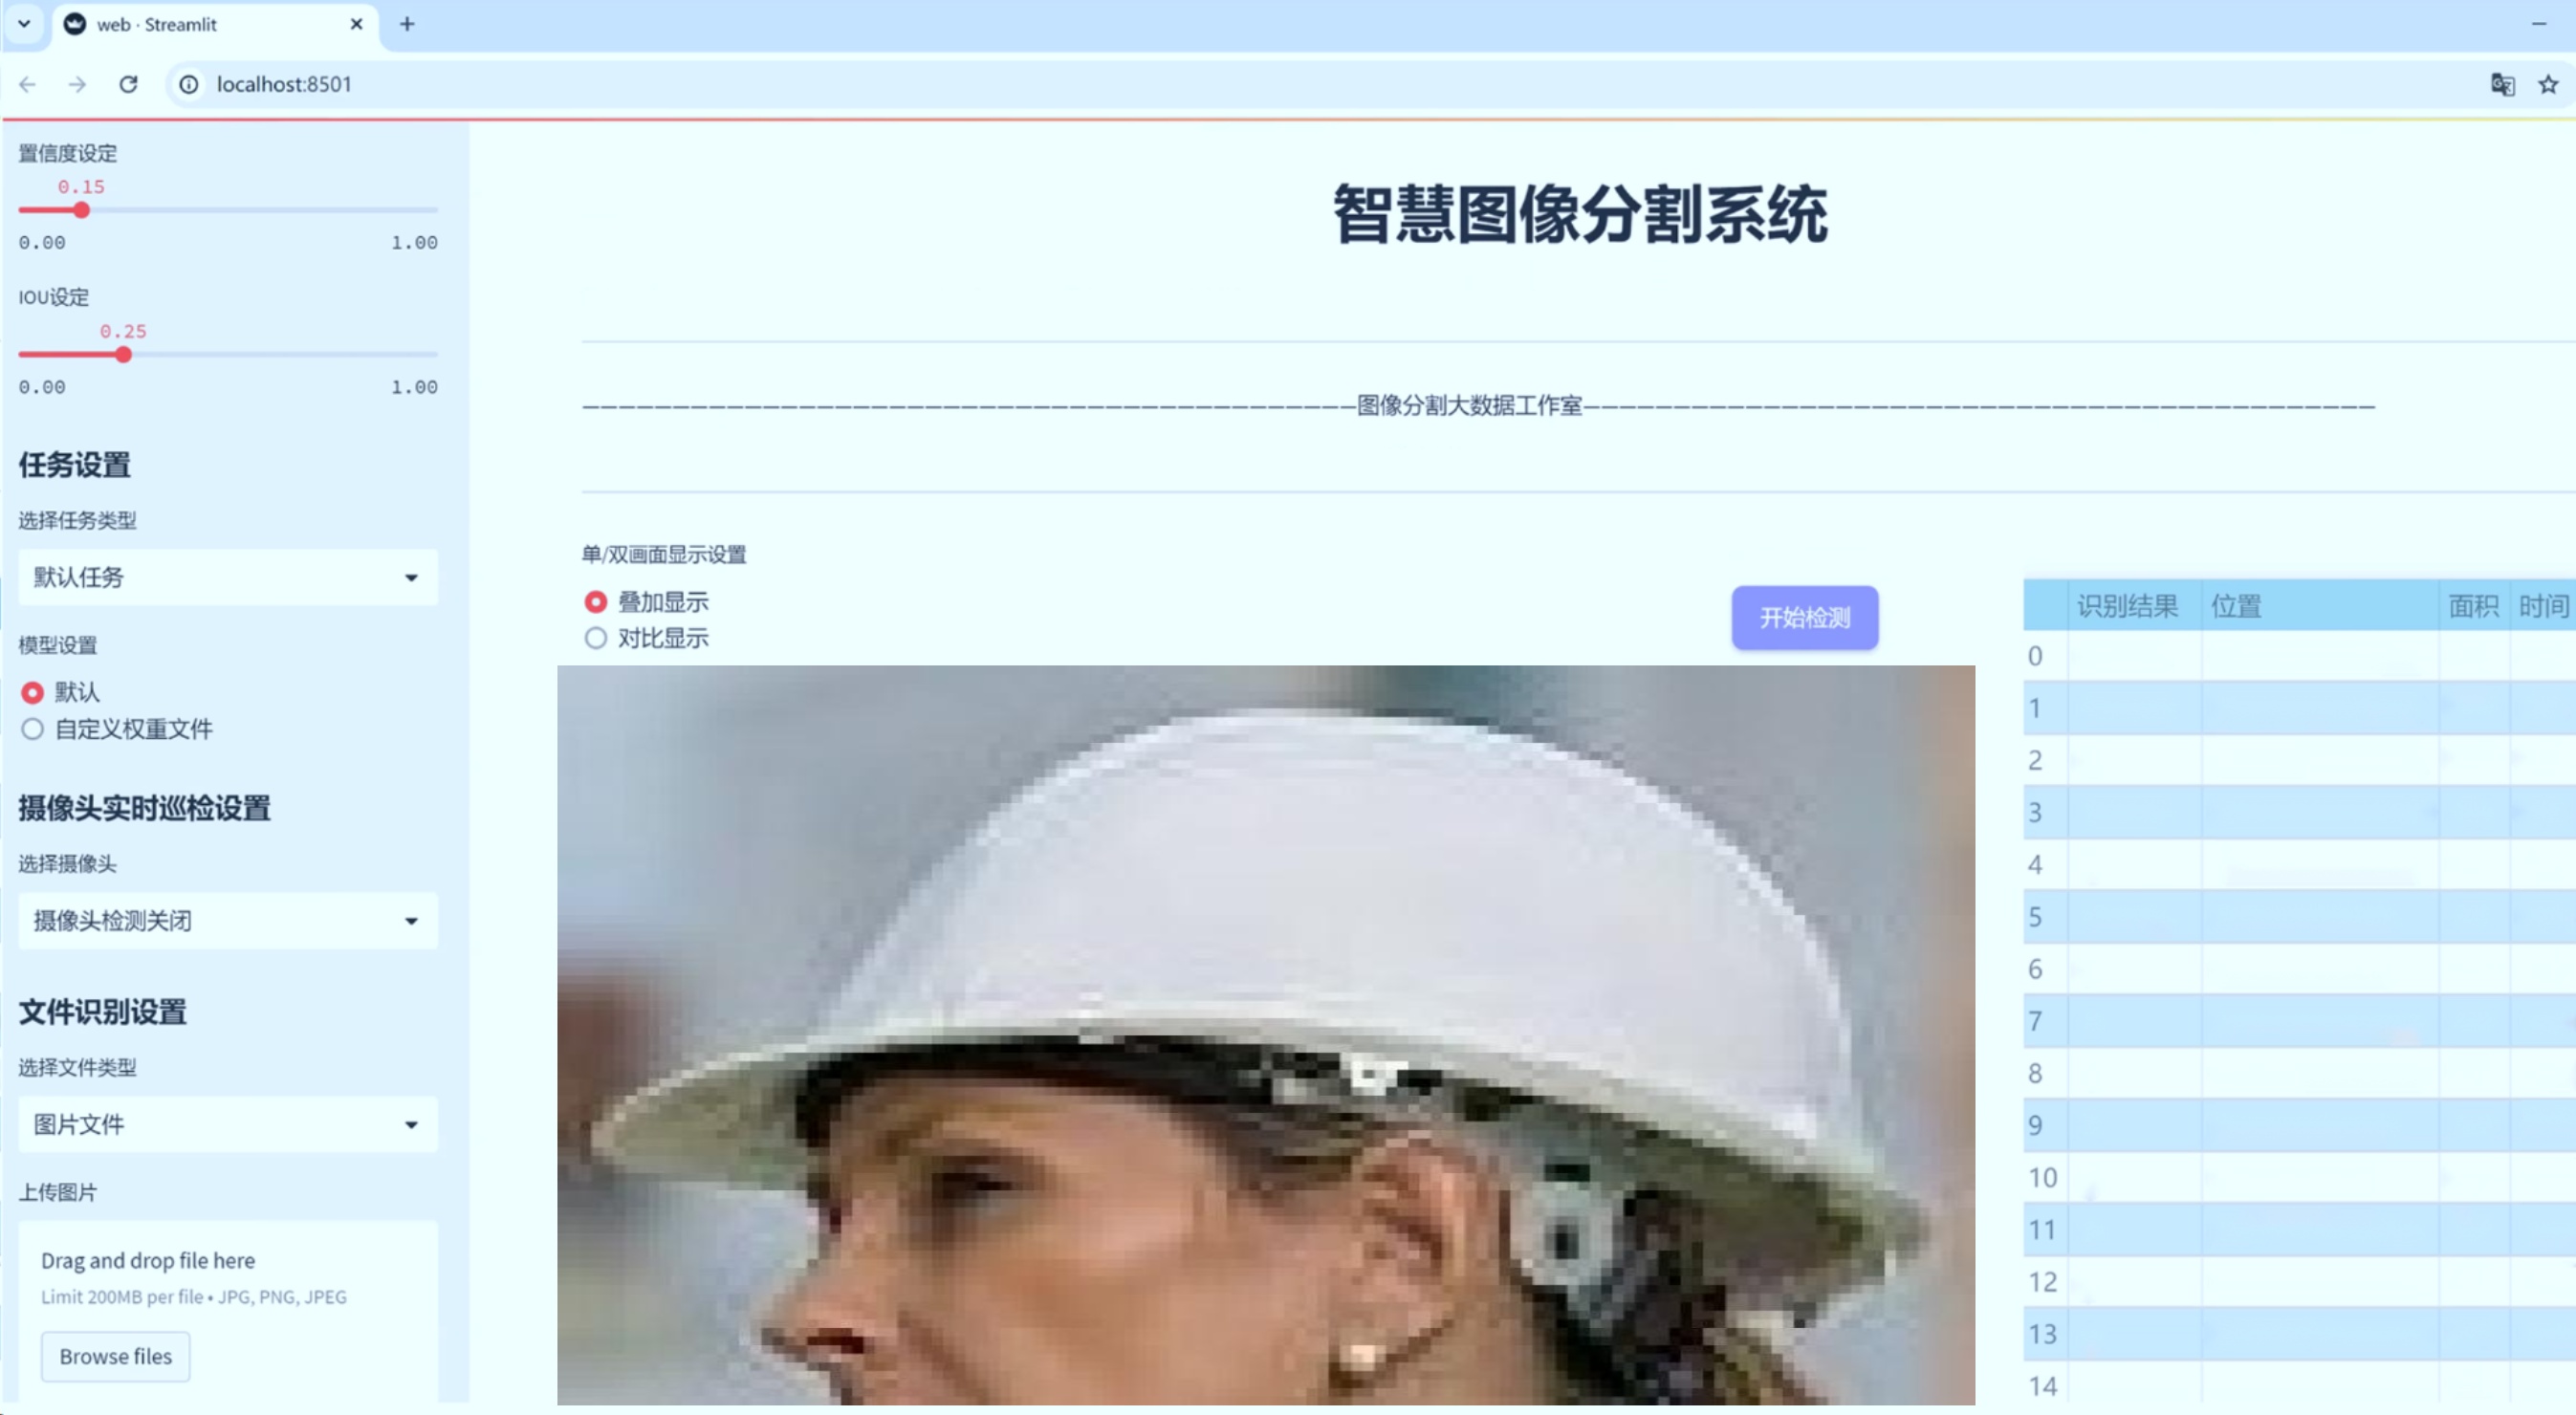 web · Streamlit
localhost:8501
置信度设定
0.15
0.00 1.00
IOU设定
0.25
0.00 1.00
任务设置
选择任务类型
默认任务
模型设置
默认
自定义权重文件
摄像头实时巡检设置
选择摄像头
摄像头检测关闭
文件识别设置
选择文件类型
图片文件
上传图片
Drag and drop file here
Limit 200MB per file • JPG, PNG, JPEG
Browse files
智慧图像分割系统
———————————————————————————————————————————图像分割大数据工作室————————————————————————————————————————————
单/双画面显示设置
叠加显示
对比显示
开始检测
识别结果 位置 面积 时间
0
1
2
3
4
5
6
7
8
9
10
11
12
13
14